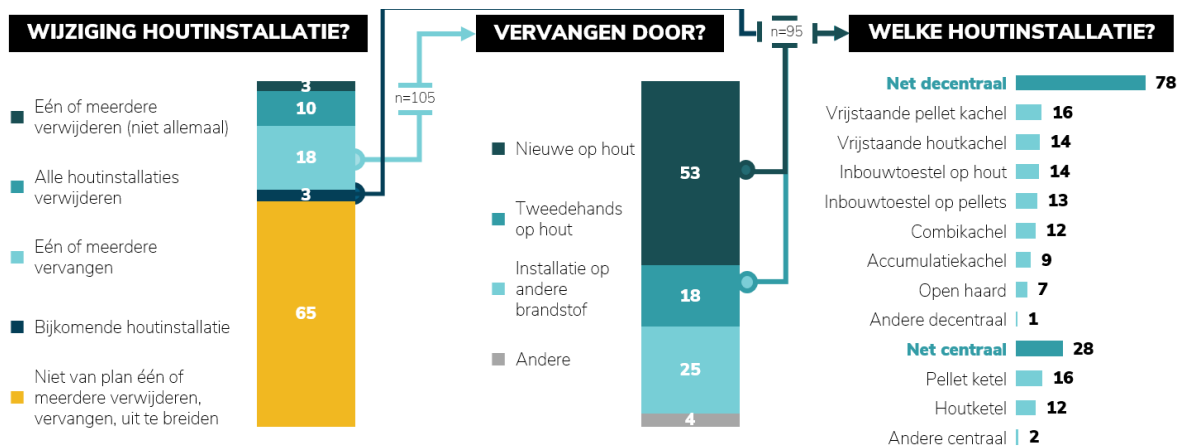 WIJZIGING HOUTINSTALLATIE?
Eén of meerdere
verwijderen (niet allemaal)
Alle houtinstallaties
verwijderen
Eén of meerdere
vervangen
Bijkomende houtinstallatie
Niet van plan één of
meerdere verwijderen,
vervangen, uit te breiden
3
10
18
3
65
n=105
VERVANGEN DOOR?
Nieuwe op hout
Tweedehands
op hout
Installatie op
andere
brandstof
Andere
53
18
25
4
n=95
WELKE HOUTINSTALLATIE?
Net decentraal 78
Vrijstaande pellet kachel 16
Vrijstaande houtkachel 14
Inbouwtoestel op hout 14
Inbouwtoestel op pellets 13
Combikachel 12
Accumulatiekachel 9
Open haard 7
Andere decentraal 1
Net centraal 28
Pellet ketel 16
Houtketel 12
Andere centraal 2